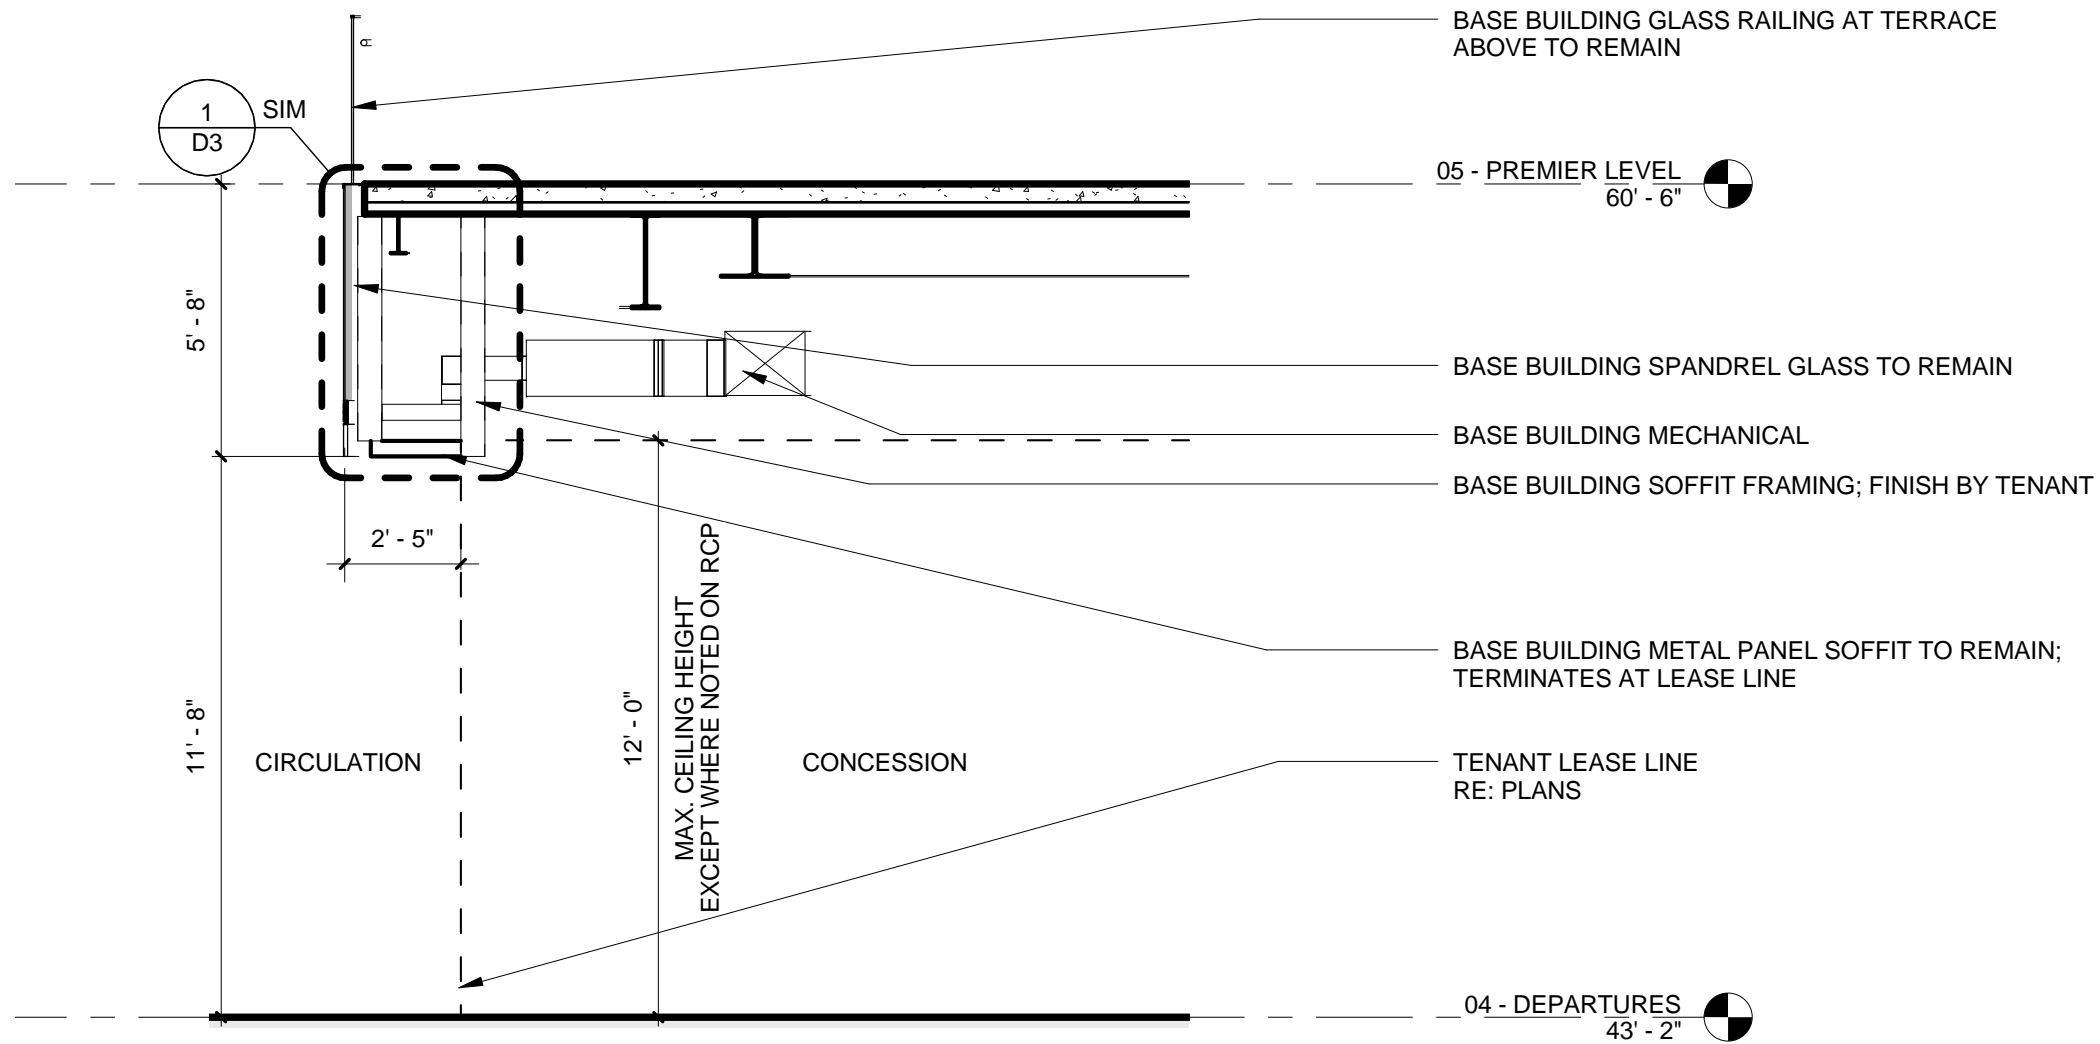 BASE BUILDING GLASS RAILING AT TERRACE
ABOVE TO REMAIN
1
D3
SIM
05 - PREMIER LEVEL
60' - 6"
5' - 8"
BASE BUILDING SPANDREL GLASS TO REMAIN
BASE BUILDING MECHANICAL
BASE BUILDING SOFFIT FRAMING; FINISH BY TENANT
2' - 5"
BASE BUILDING METAL PANEL SOFFIT TO REMAIN;
TERMINATES AT LEASE LINE
11' - 8"
CIRCULATION
12' - 0"
MAX. CEILING HEIGHT
EXCEPT WHERE NOTED ON RCP
CONCESSION
TENANT LEASE LINE
RE: PLANS
04 - DEPARTURES
43' - 2"